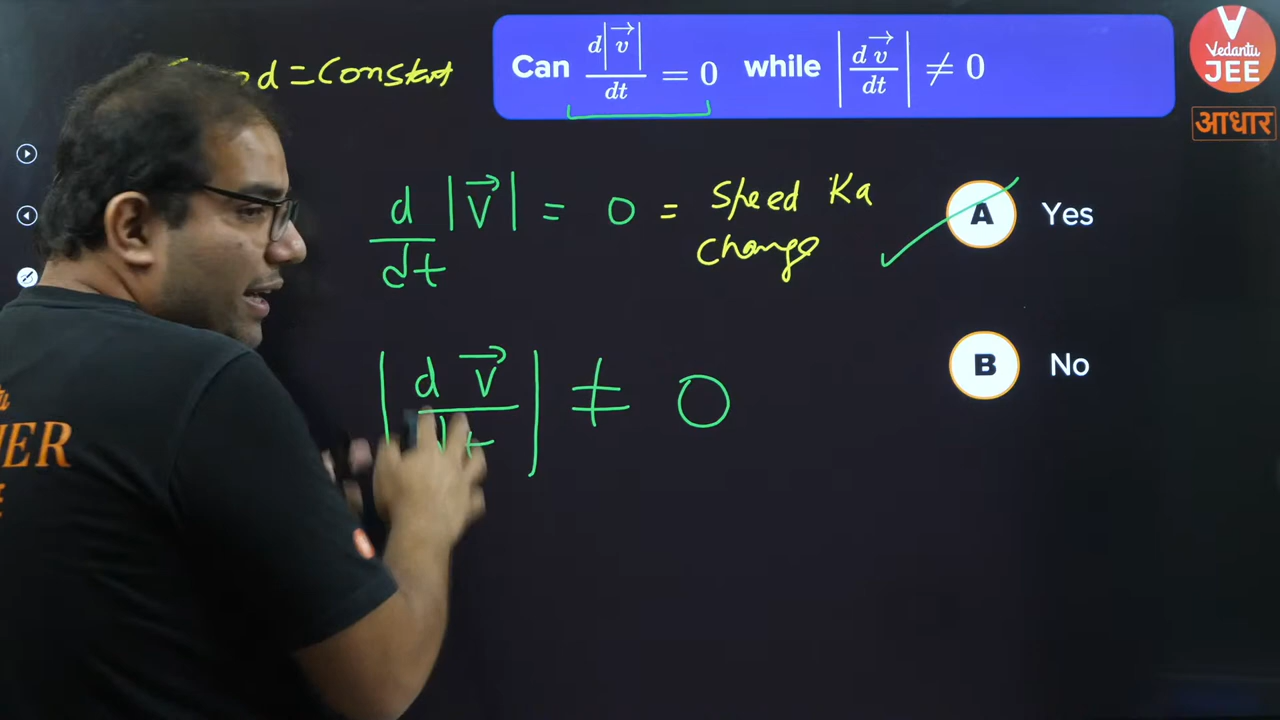 = Constant
Can d|v⃗|/dt = 0 while |dv⃗/dt| ≠ 0
Vedantu
JEE
आधार
d/dt |V⃗| = 0 = Speed Ka
Change
A Yes
|d V⃗/dt| ≠ 0
B No
ER
E